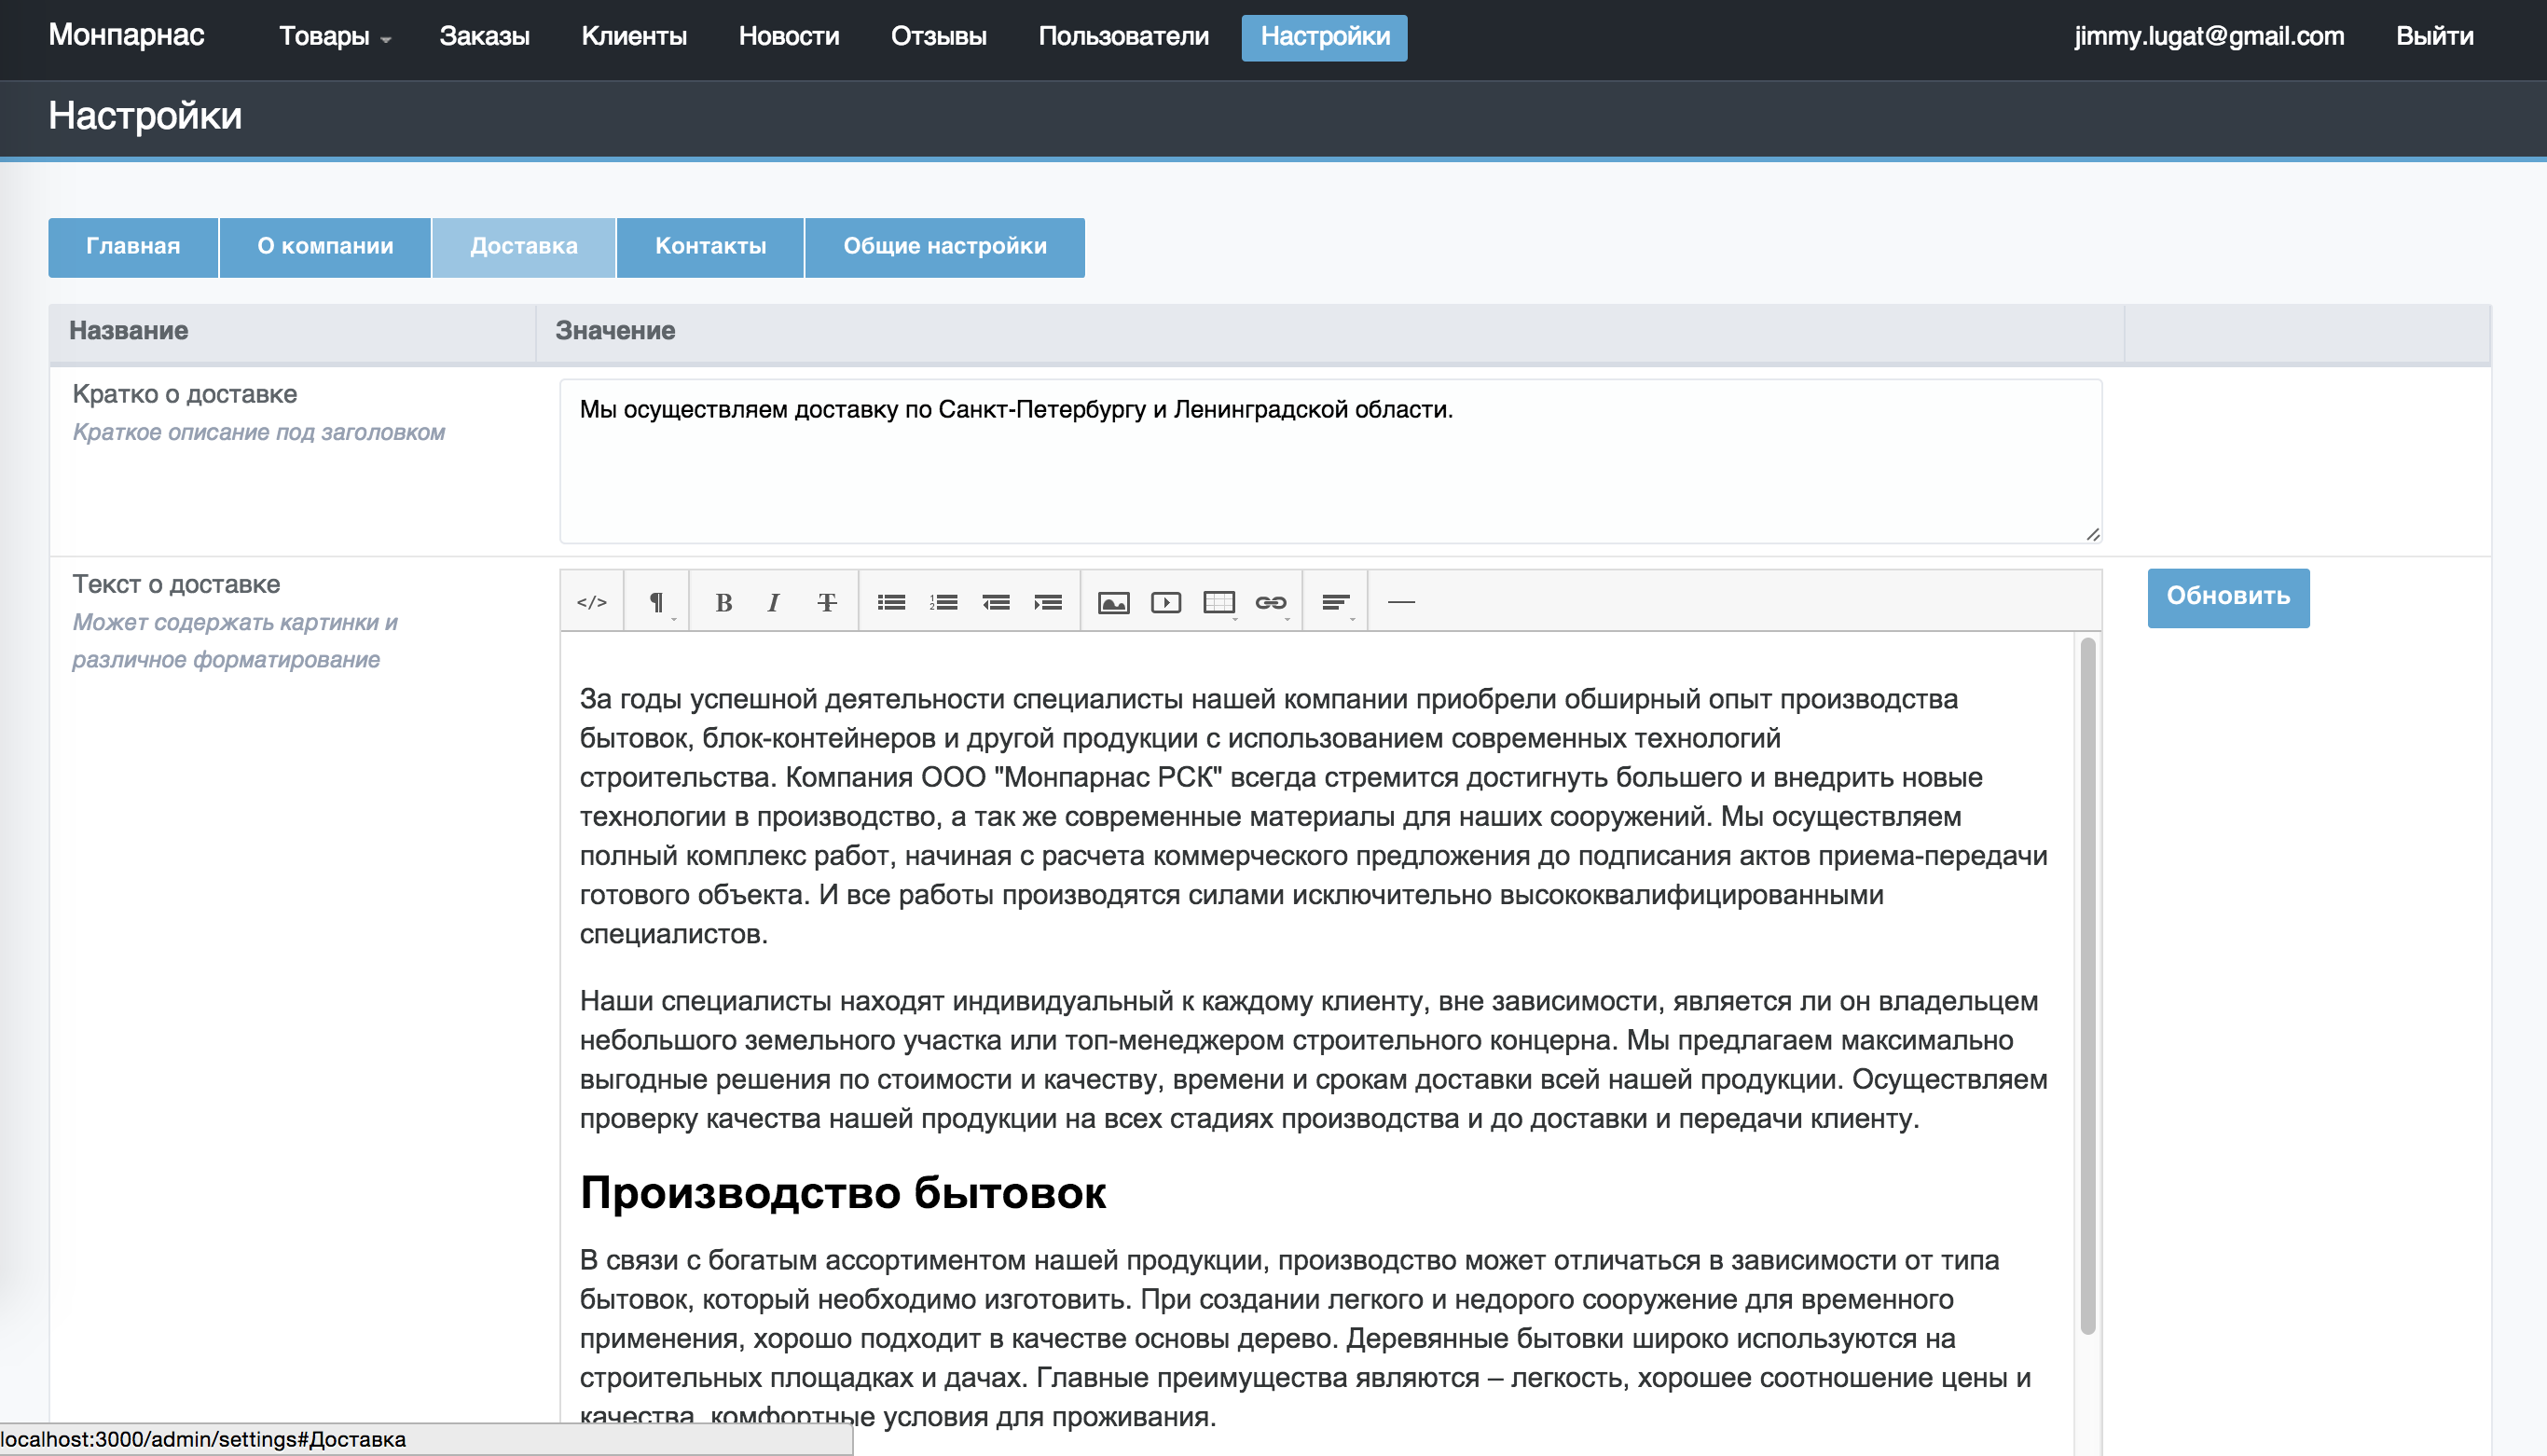 Монпарнас Товары Заказы Клиенты Новости Отзывы Пользователи Настройки jimmy.lugat@gmail.com Выйти
Настройки
Главная О компании Доставка Контакты Общие настройки
Название Значение
Кратко о доставке
Краткое описание под заголовком
Мы осуществляем доставку по Санкт-Петербургу и Ленинградской области.
Текст о доставке
Может содержать картинки и
различное форматирование
</> ¶ B I T
Обновить
За годы успешной деятельности специалисты нашей компании приобрели обширный опыт производства
бытовок, блок-контейнеров и другой продукции с использованием современных технологий
строительства. Компания ООО "Монпарнас РСК" всегда стремится достигнуть большего и внедрить новые
технологии в производство, а так же современные материалы для наших сооружений. Мы осуществляем
полный комплекс работ, начиная с расчета коммерческого предложения до подписания актов приема-передачи
готового объекта. И все работы производятся силами исключительно высококвалифицированными
специалистов.
Наши специалисты находят индивидуальный к каждому клиенту, вне зависимости, является ли он владельцем
небольшого земельного участка или топ-менеджером строительного концерна. Мы предлагаем максимально
выгодные решения по стоимости и качеству, времени и срокам доставки всей нашей продукции. Осуществляем
проверку качества нашей продукции на всех стадиях производства и до доставки и передачи клиенту.
Производство бытовок
В связи с богатым ассортиментом нашей продукции, производство может отличаться в зависимости от типа
бытовок, который необходимо изготовить. При создании легкого и недорого сооружение для временного
применения, хорошо подходит в качестве основы дерево. Деревянные бытовки широко используются на
строительных площадках и дачах. Главные преимущества являются – легкость, хорошее соотношение цены и
качества, комфортные условия для проживания.
localhost:3000/admin/settings#Доставка